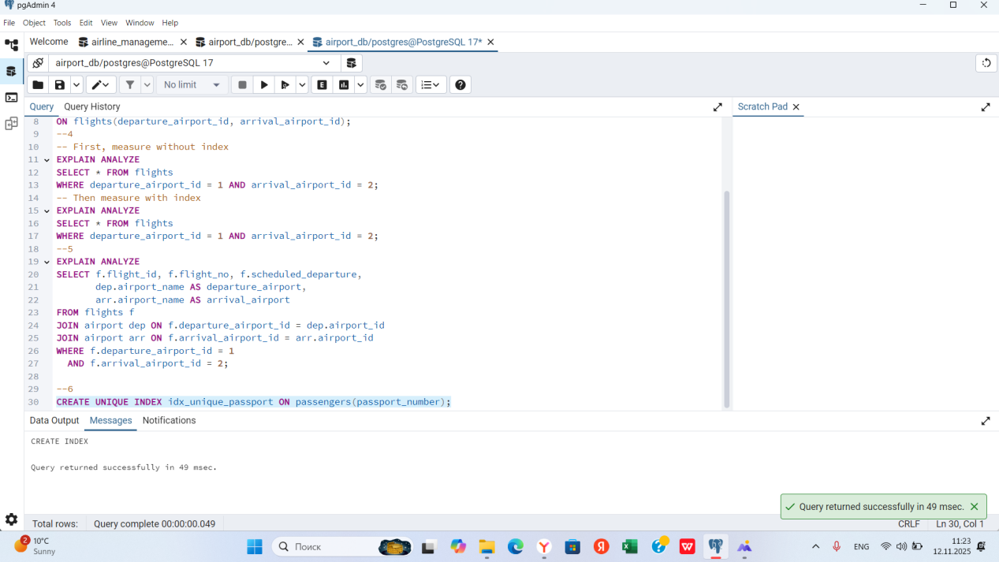 pgAdmin 4
File Object Tools Edit View Window Help
Welcome airline_manageme... airport_db/postgre... airport_db/postgres@PostgreSQL 17*
airport_db/postgres@PostgreSQL 17
No limit
E
Query Query History
Scratch Pad
8 ON flights(departure_airport_id, arrival_airport_id);
9 --4
10 -- First, measure without index
11 EXPLAIN ANALYZE
12 SELECT * FROM flights
13 WHERE departure_airport_id = 1 AND arrival_airport_id = 2;
14 -- Then measure with index
15 EXPLAIN ANALYZE
16 SELECT * FROM flights
17 WHERE departure_airport_id = 1 AND arrival_airport_id = 2;
18 --5
19 EXPLAIN ANALYZE
20 SELECT f.flight_id, f.flight_no, f.scheduled_departure,
21 dep.airport_name AS departure_airport,
22 arr.airport_name AS arrival_airport
23 FROM flights f
24 JOIN airport dep ON f.departure_airport_id = dep.airport_id
25 JOIN airport arr ON f.arrival_airport_id = arr.airport_id
26 WHERE f.departure_airport_id = 1
27 AND f.arrival_airport_id = 2;
28
29 --6
30 CREATE UNIQUE INDEX idx_unique_passport ON passengers(passport_number);
Data Output Messages Notifications
CREATE INDEX
Query returned successfully in 49 msec.
Query returned successfully in 49 msec.
Total rows: Query complete 00:00:00.049
CRLF Ln 30, Col 1
2
10°C
Sunny
Поиск
ENG
11:23
12.11.2025